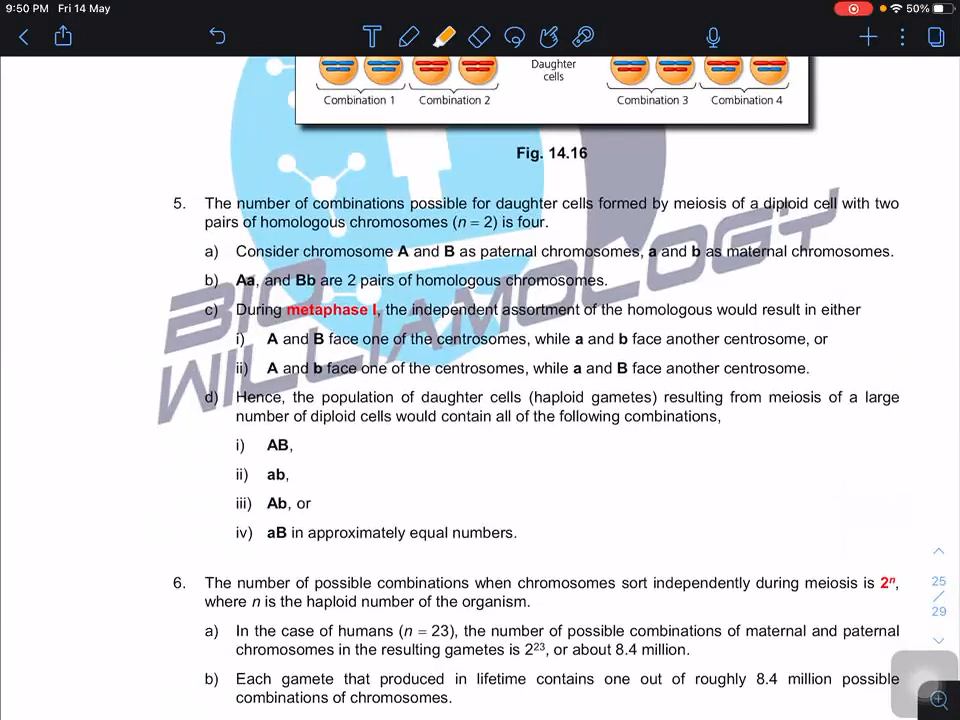 9:50 PM Fri 14 May
50%
Daughter
cells
Combination 1 Combination 2 Combination 3 Combination 4
Fig. 14.16
5. The number of combinations possible for daughter cells formed by meiosis of a diploid cell with two
pairs of homologous chromosomes (n = 2) is four.
a) Consider chromosome A and B as paternal chromosomes, a and b as maternal chromosomes.
b) Aa, and Bb are 2 pairs of homologous chromosomes.
c) During metaphase I, the independent assortment of the homologous would result in either
i) A and B face one of the centrosomes, while a and b face another centrosome, or
ii) A and b face one of the centrosomes, while a and B face another centrosome.
d) Hence, the population of daughter cells (haploid gametes) resulting from meiosis of a large
number of diploid cells would contain all of the following combinations,
i) AB,
ii) ab,
iii) Ab, or
iv) aB in approximately equal numbers.
6. The number of possible combinations when chromosomes sort independently during meiosis is 2ⁿ,
where n is the haploid number of the organism.
a) In the case of humans (n = 23), the number of possible combinations of maternal and paternal
chromosomes in the resulting gametes is 2²³, or about 8.4 million.
b) Each gamete that produced in lifetime contains one out of roughly 8.4 million possible
combinations of chromosomes.
BIO
WILLIAMOLOGY
25
/
29